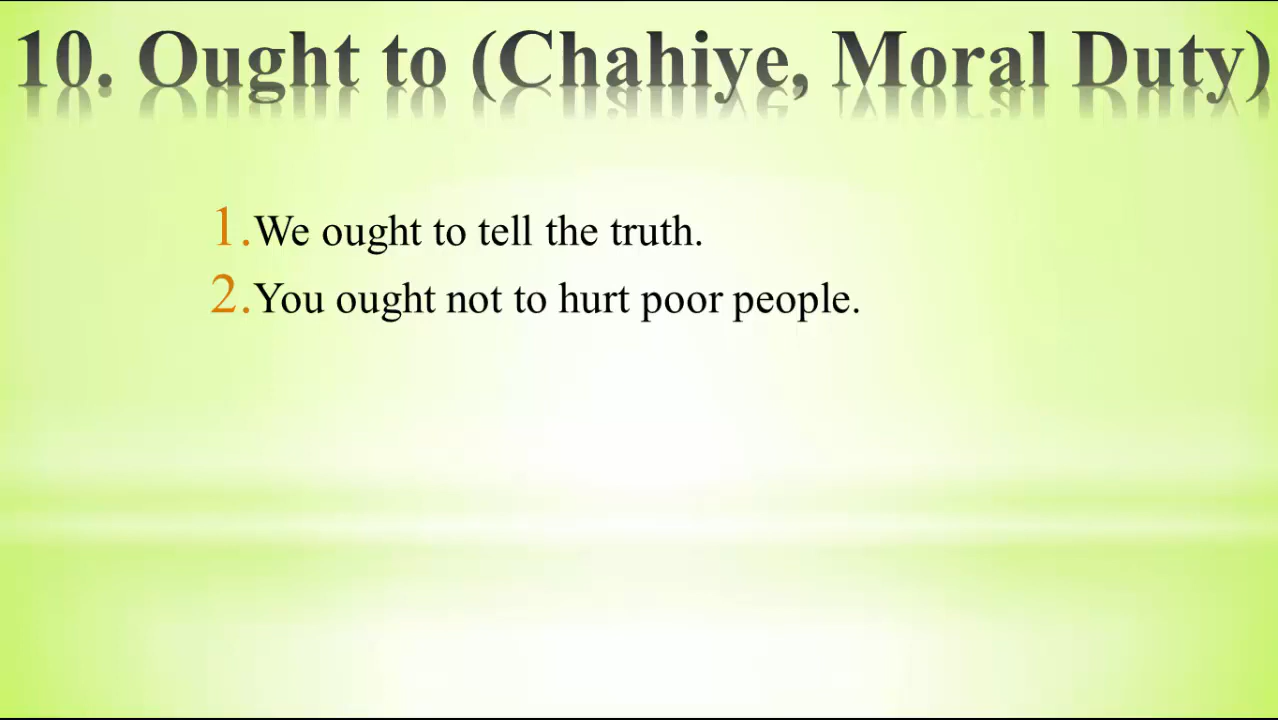 10. Ought to (Chahiye, Moral Duty)
1. We ought to tell the truth.
2. You ought not to hurt poor people.